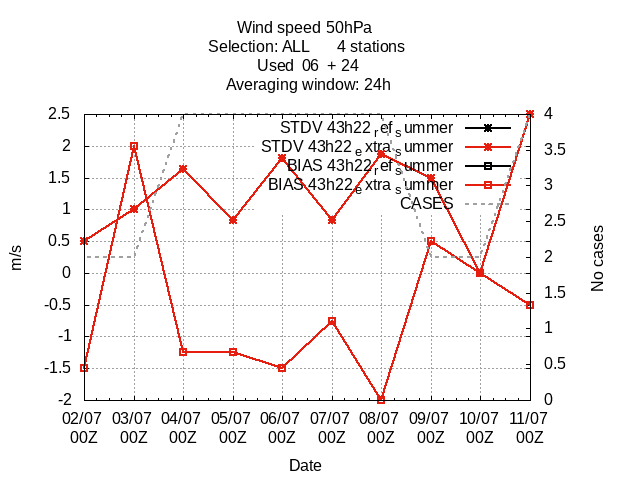 Wind speed 50hPa
Selection: ALL 4 stations
Used 06 + 24
Averaging window: 24h
STDV 43h22refsummer
STDV 43h22extrasummer
BIAS 43h22refsummer
BIAS 43h22extrasummer
CASES
2.5
2
1.5
1
0.5
0
-0.5
-1
-1.5
-2
m/s
4
3.5
3
2.5
2
1.5
1
0.5
0
No cases
02/07 03/07 04/07 05/07 06/07 07/07 08/07 09/07 10/07 11/07
00Z 00Z 00Z 00Z 00Z 00Z 00Z 00Z 00Z 00Z
Date